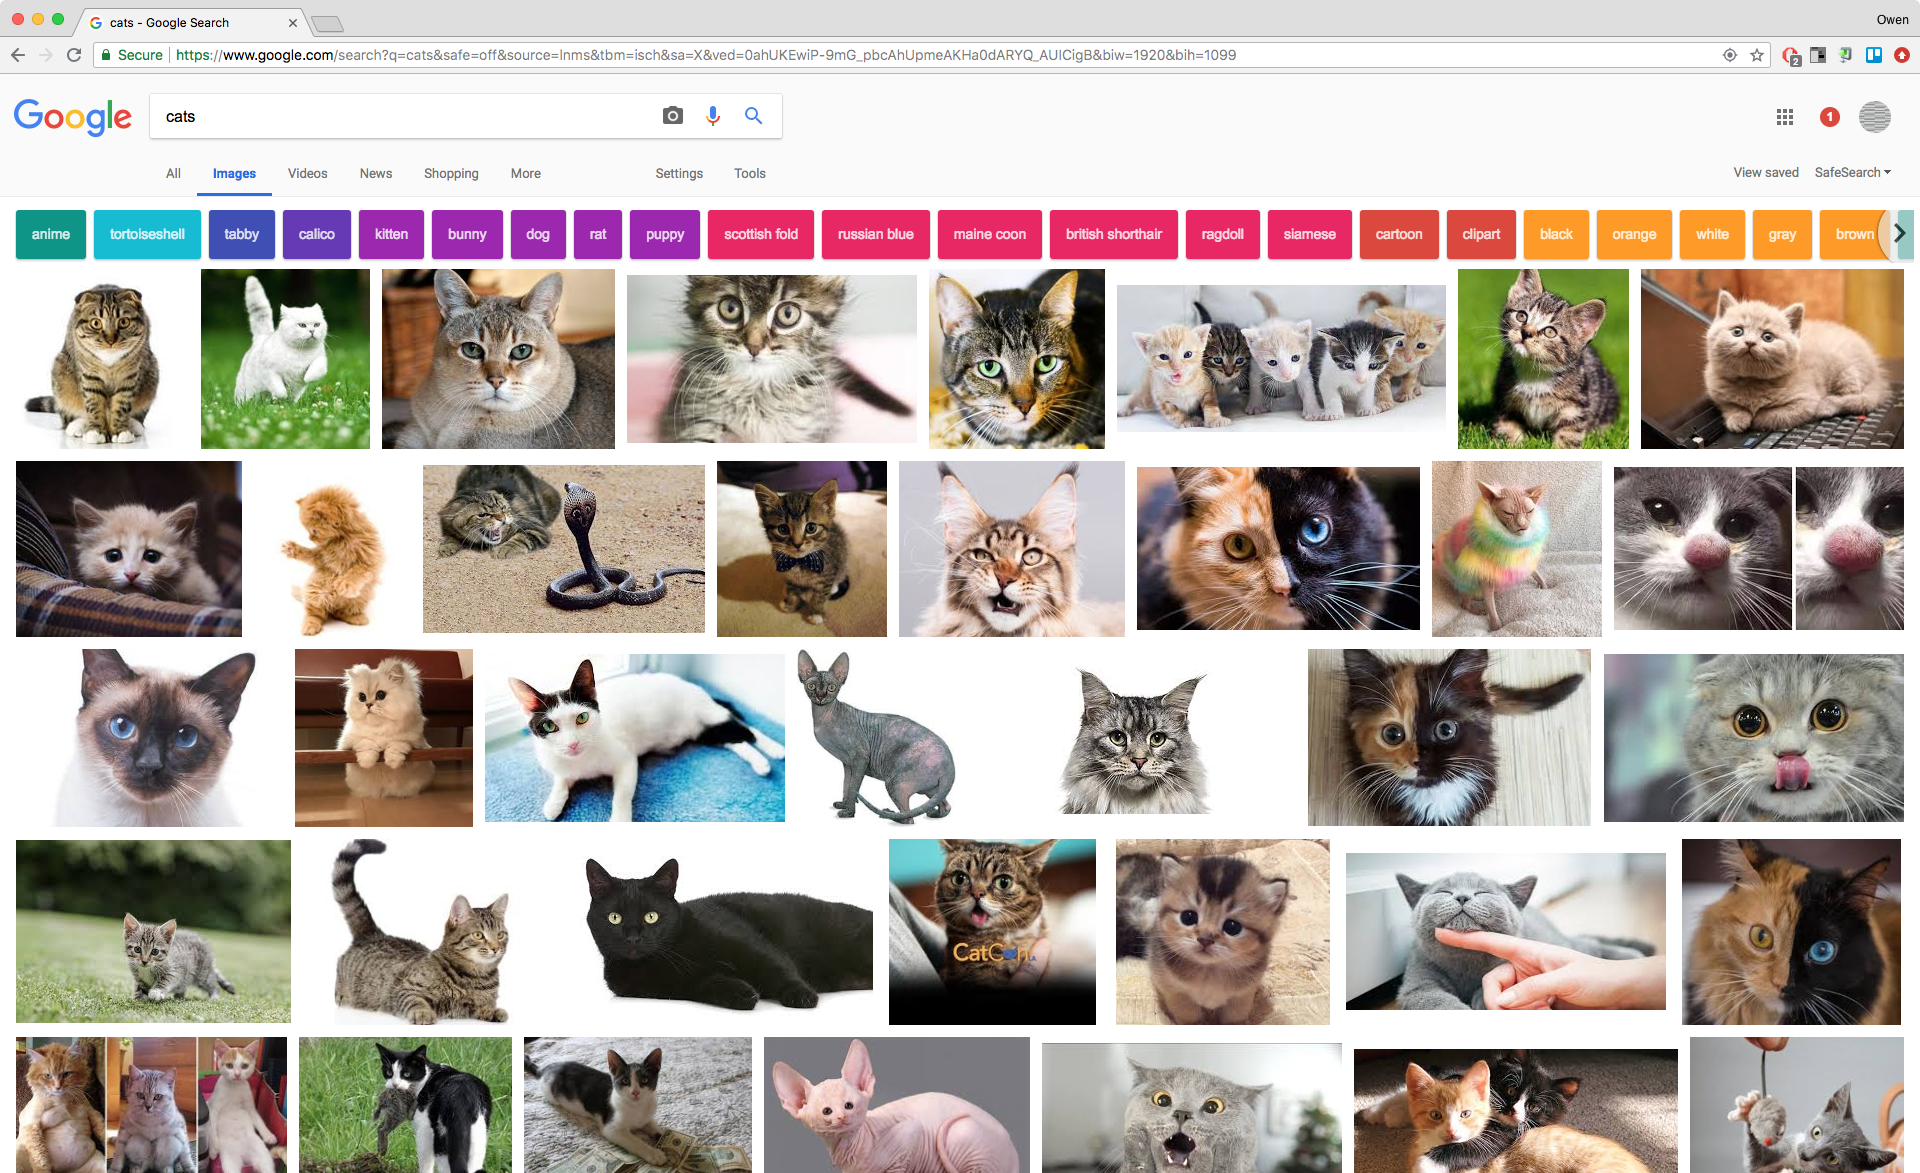 cats - Google Search
Owen
Secure
https://www.google.com/search?q=cats&safe=off&source=lnms&tbm=isch&sa=X&ved=0ahUKEwiP-9mG_pbcAhUpmeAKHa0dARYQ_AUICigB&biw=1920&bih=1099
2
Google
cats
1
All Images Videos News Shopping More Settings Tools
View saved SafeSearch
anime tortoiseshell tabby calico kitten bunny dog rat puppy scottish fold russian blue maine coon british shorthair ragdoll siamese cartoon clipart black orange white gray brown
CatCon